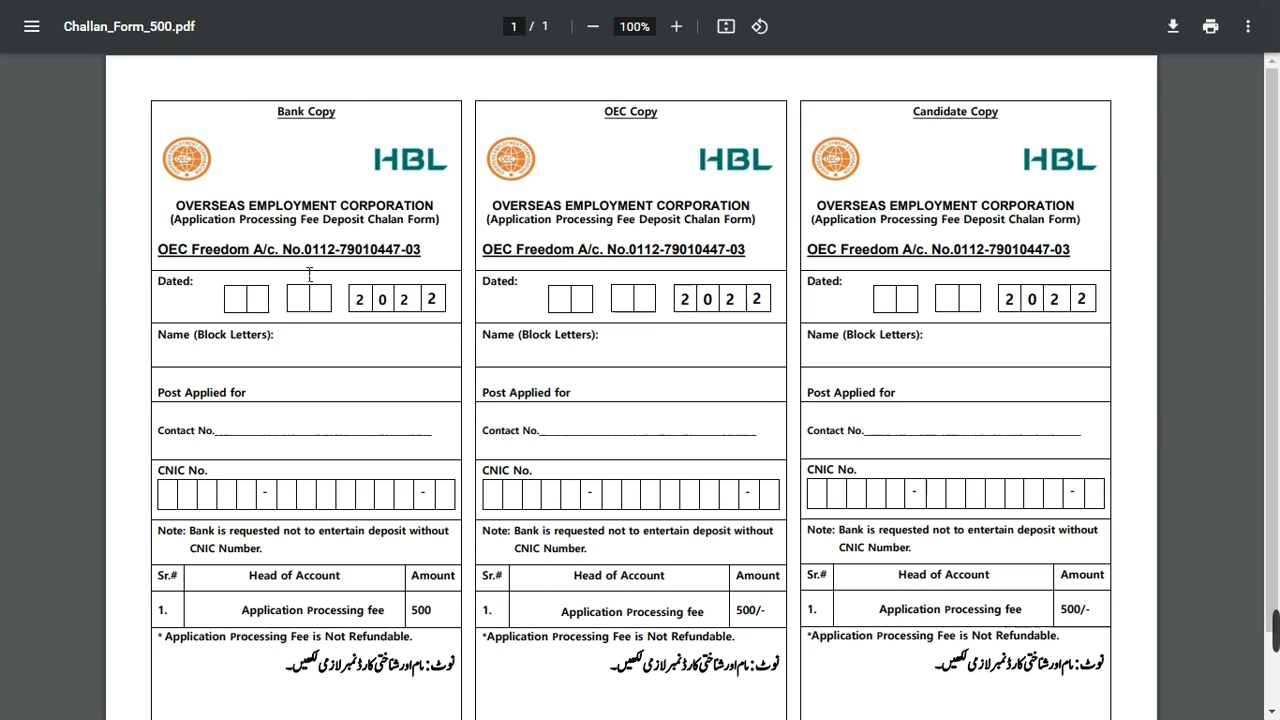 Challan_Form_500.pdf
1 / 1
100%
Bank Copy
HBL
OVERSEAS EMPLOYMENT CORPORATION
(Application Processing Fee Deposit Chalan Form)
OEC Freedom A/c. No.0112-79010447-03
Dated:
2 0 2 2
Name (Block Letters):
Post Applied for
Contact No.
CNIC No.
- -
Note: Bank is requested not to entertain deposit without
CNIC Number.
Sr.# Head of Account Amount
1. Application Processing fee 500
* Application Processing Fee is Not Refundable.
نوٹ: نام اور شناختی کارڈ نمبر لازمی لکھیں۔
OEC Copy
HBL
OVERSEAS EMPLOYMENT CORPORATION
(Application Processing Fee Deposit Chalan Form)
OEC Freedom A/c. No.0112-79010447-03
Dated:
2 0 2 2
Name (Block Letters):
Post Applied for
Contact No.
CNIC No.
- -
Note: Bank is requested not to entertain deposit without
CNIC Number.
Sr.# Head of Account Amount
1. Application Processing fee 500/-
*Application Processing Fee is Not Refundable.
نوٹ: نام اور شناختی کارڈ نمبر لازمی لکھیں۔
Candidate Copy
HBL
OVERSEAS EMPLOYMENT CORPORATION
(Application Processing Fee Deposit Chalan Form)
OEC Freedom A/c. No.0112-79010447-03
Dated:
2 0 2 2
Name (Block Letters):
Post Applied for
Contact No.
CNIC No.
- -
Note: Bank is requested not to entertain deposit without
CNIC Number.
Sr.# Head of Account Amount
1. Application Processing fee 500/-
*Application Processing Fee is Not Refundable.
نوٹ: نام اور شناختی کارڈ نمبر لازمی لکھیں۔